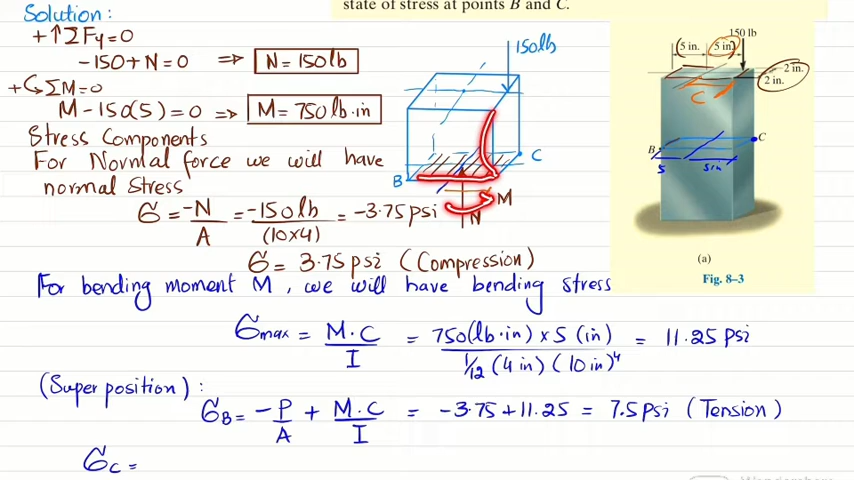 state of stress at points B and C.
Solution:
+↑ΣFy=0
-150+N=0 ⇒ N=150lb
+↶ΣM=0
M-150(5)=0 ⇒ M=750 lb.in
Stress Components
For Normal force we will have
normal Stress
σ = -N/A = -150 lb/(10x4) = -3.75 psi
σ = 3.75 psi (Compression)
150lb
B
C
M
N
150 lb
5 in.
5 in.
2 in.
2 in.
C
B
C
5
5in
(a)
Fig. 8–3
For bending moment M, we will have bending stress
σmax = M.C/I = 750(lb.in) x 5 (in)/1/12 (4 in) (10 in)⁴ = 11.25 psi
(Super position):
σB = -P/A + M.C/I = -3.75 + 11.25 = 7.5 psi (Tension)
σC =